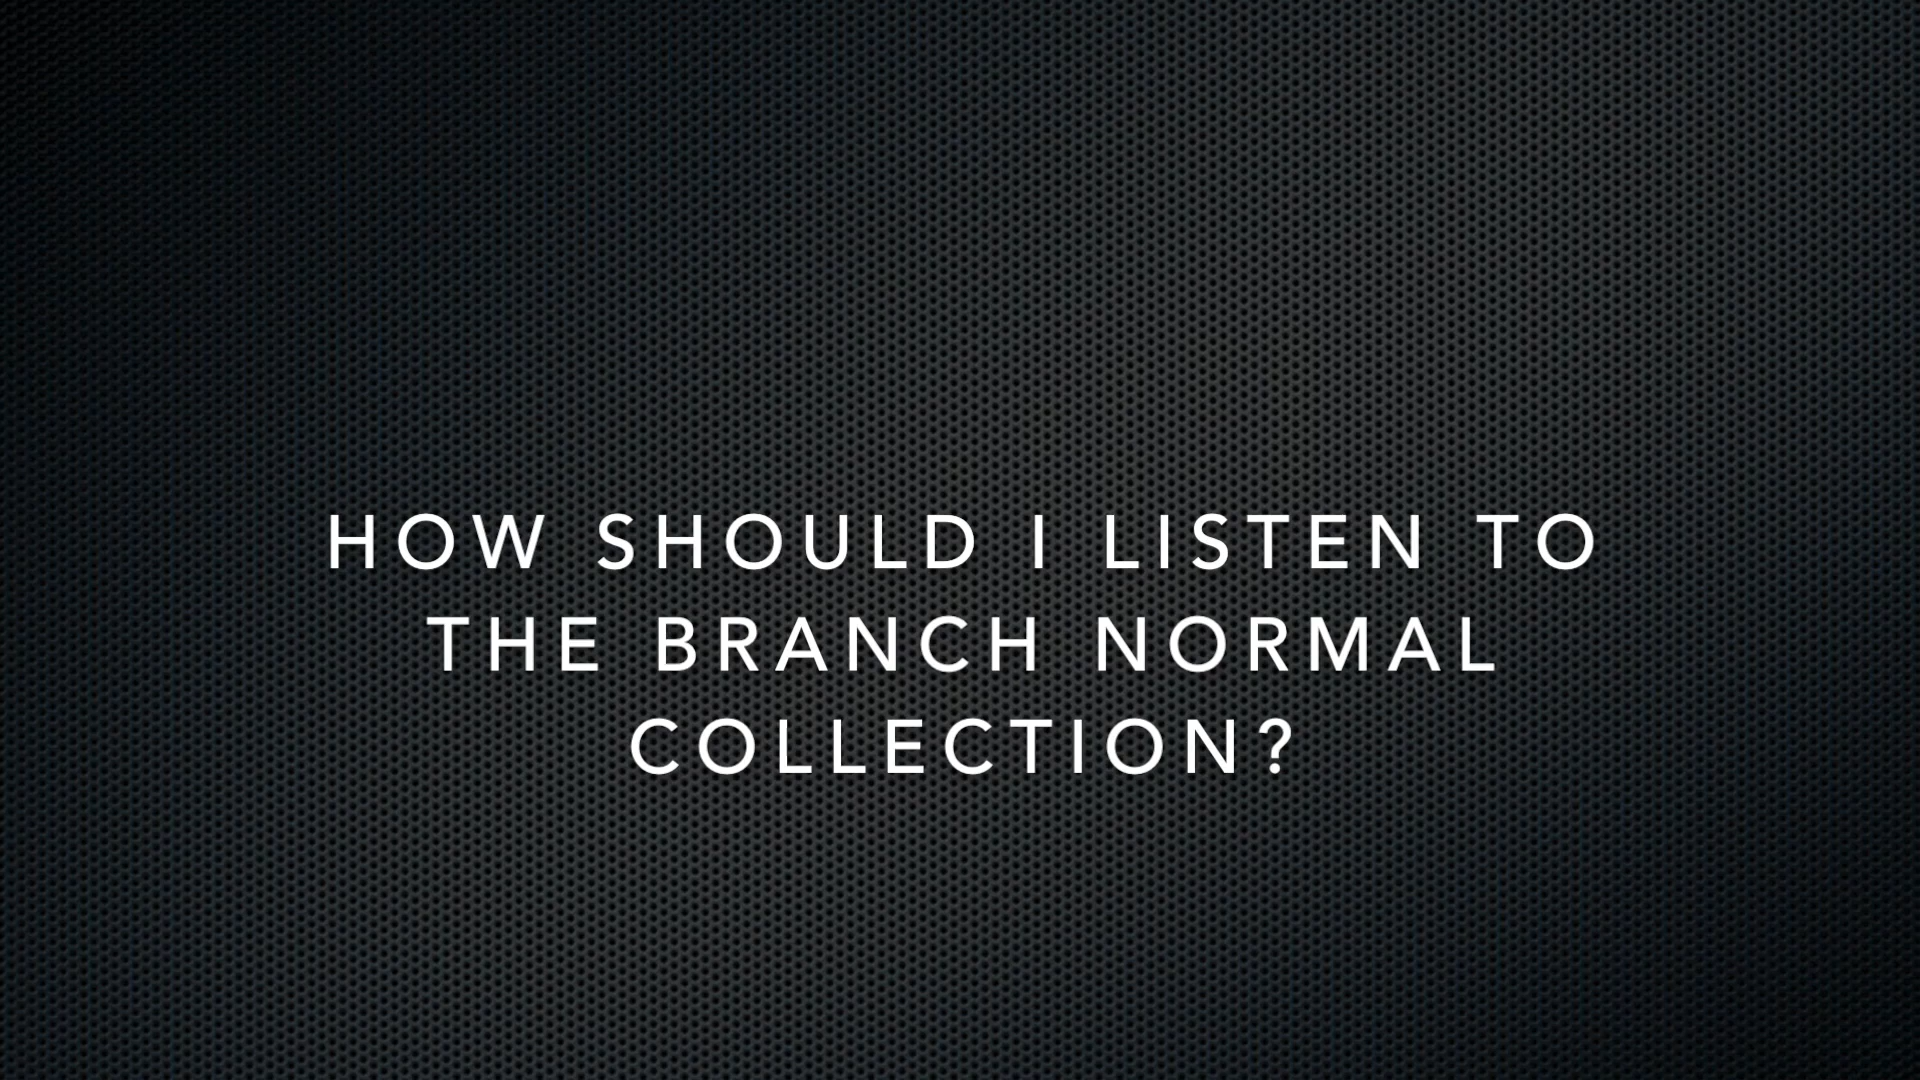 HOW SHOULD I LISTEN TO
THE BRANCH NORMAL
COLLECTION?